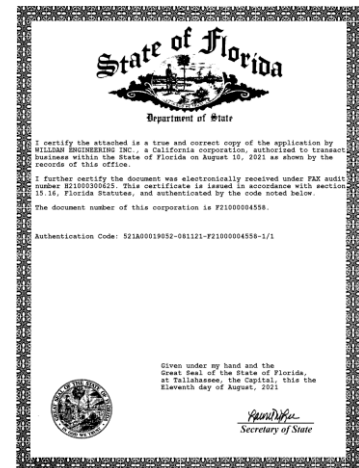 State of Florida
Department of State
I certify the attached is a true and correct copy of the application by
WILLDAN ENGINEERING INC., a California corporation, authorized to transact
business within the State of Florida on August 10, 2021 as shown by the
records of this office.
I further certify the document was electronically received under FAX audit
number H21000300625. This certificate is issued in accordance with section
15.16, Florida Statutes, and authenticated by the code noted below.
The document number of this corporation is F21000004558.
Authentication Code: 521A00019052-081121-F21000004558-1/1
Given under my hand and the
Great Seal of the State of Florida,
at Tallahassee, the Capital, this the
Eleventh day of August, 2021
Secretary of State